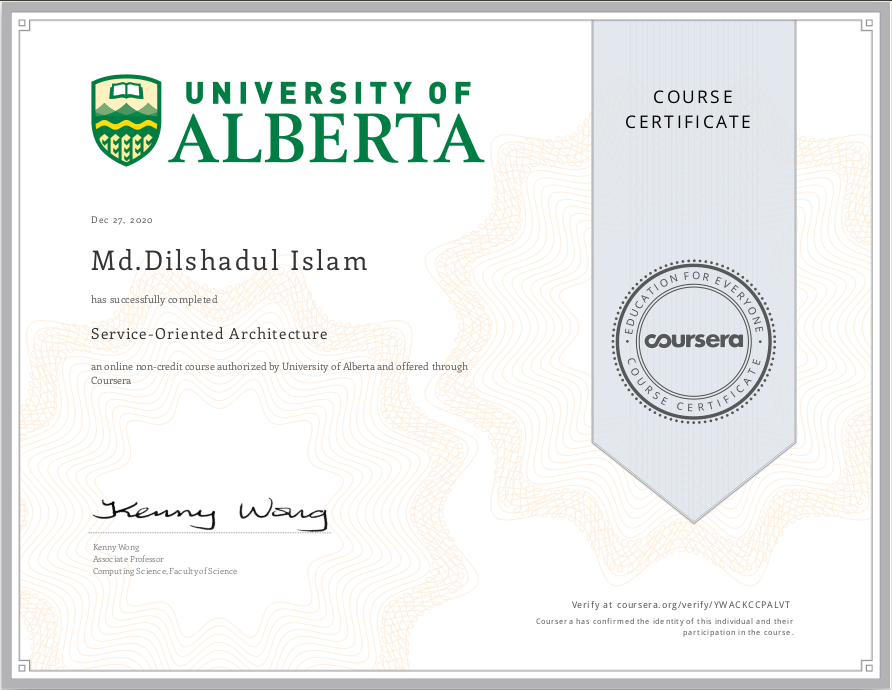 UNIVERSITY OF
ALBERTA
COURSE
CERTIFICATE
Dec 27, 2020
Md.Dilshadul Islam
has successfully completed
Service-Oriented Architecture
an online non-credit course authorized by University of Alberta and offered through
Coursera
EDUCATION FOR EVERYONE
coursera
COURSE CERTIFICATE
Kenny Wong
Kenny Wong
Associate Professor
Computing Science, Faculty of Science
Verify at coursera.org/verify/YWACKCCPALVT
Coursera has confirmed the identity of this individual and their
participation in the course.